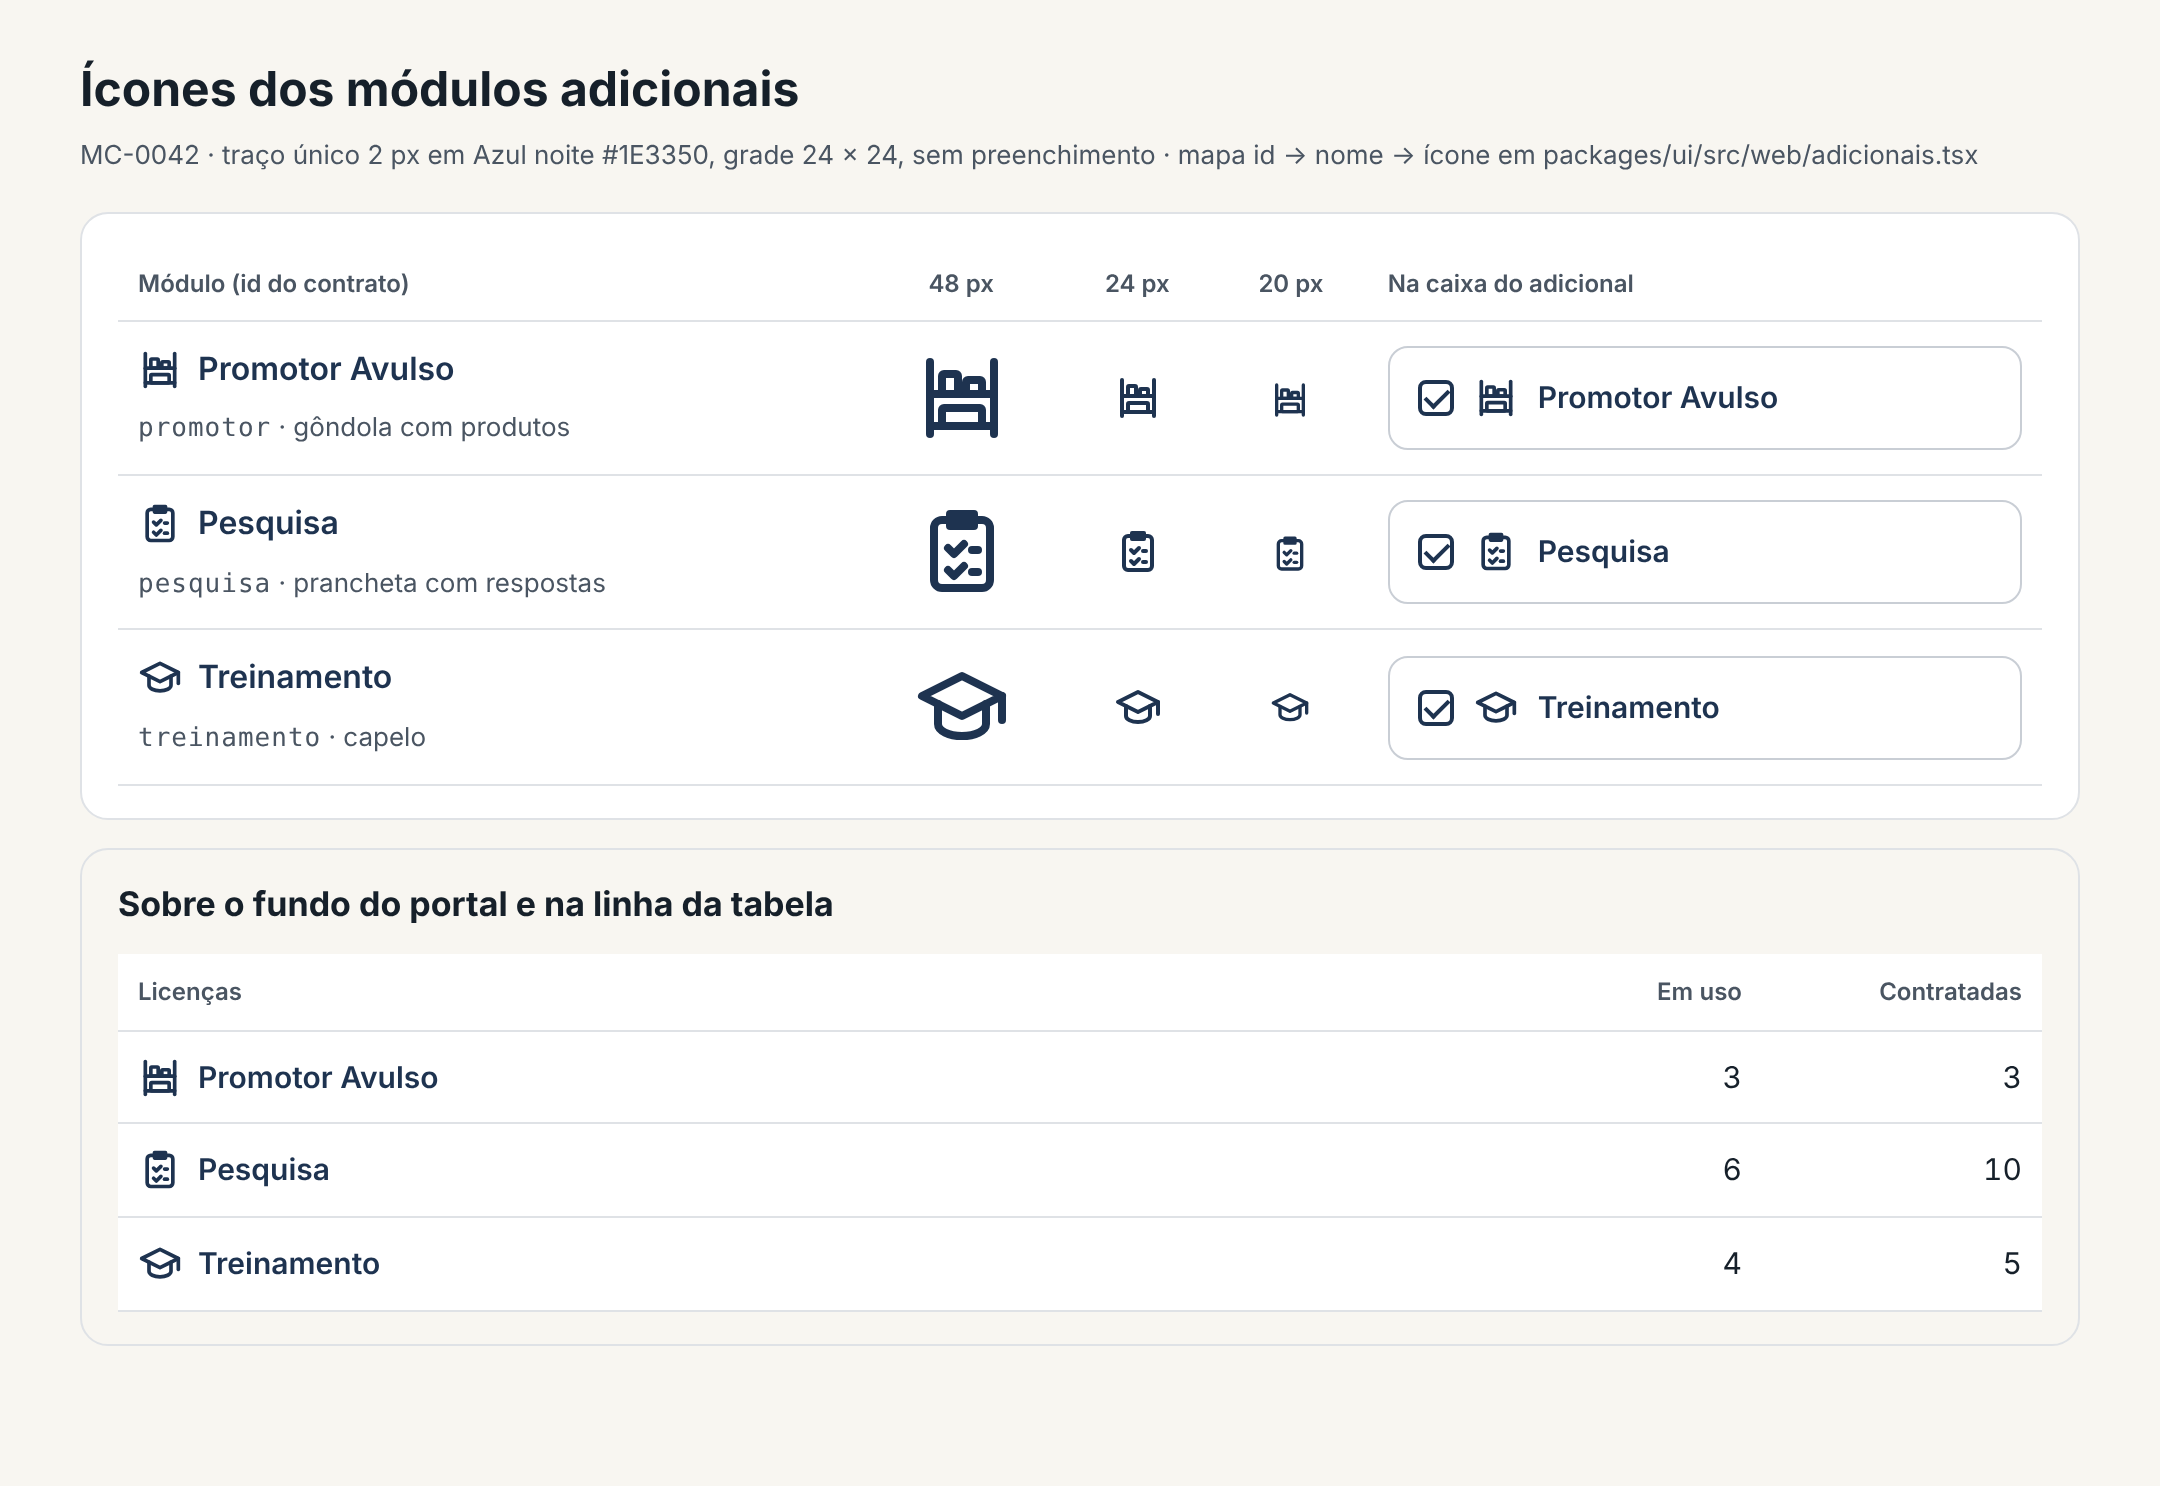 Ícones dos módulos adicionais
MC-0042 · traço único 2 px em Azul noite #1E3350, grade 24 × 24, sem preenchimento · mapa id → nome → ícone em packages/ui/src/web/adicionais.tsx
Módulo (id do contrato) 48 px 24 px 20 px Na caixa do adicional
Promotor Avulso
promotor · gôndola com produtos
Promotor Avulso
Pesquisa
pesquisa · prancheta com respostas
Pesquisa
Treinamento
treinamento · capelo
Treinamento
Sobre o fundo do portal e na linha da tabela
Licenças Em uso Contratadas
Promotor Avulso 3 3
Pesquisa 6 10
Treinamento 4 5